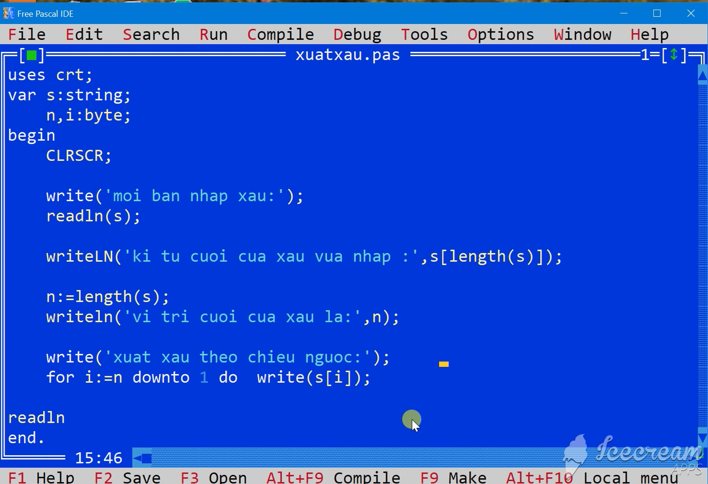 Free Pascal IDE
File Edit Search Run Compile Debug Tools Options Window Help
xuatxau.pas 1
uses crt;
var s:string;
n,i:byte;
begin
CLRSCR;
write('moi ban nhap xau:');
readln(s);
writeLN('ki tu cuoi cua xau vua nhap :',s[length(s)]);
n:=length(s);
writeln('vi tri cuoi cua xau la:',n);
write('xuat xau theo chieu nguoc:');
for i:=n downto 1 do write(s[i]);
readln
end.
15:46
Icecream
APPS
F1 Help F2 Save F3 Open Alt+F9 Compile F9 Make Alt+F10 Local menu